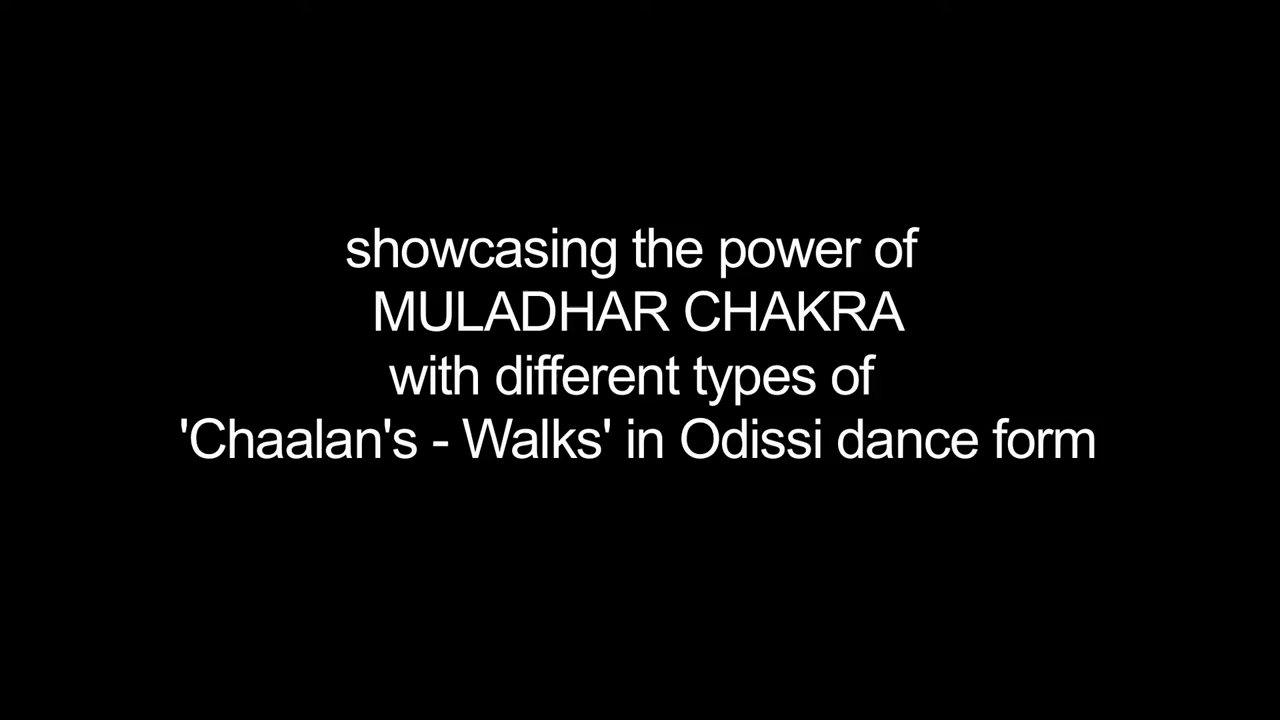 showcasing the power of
MULADHAR CHAKRA
with different types of
'Chaalan's - Walks' in Odissi dance form